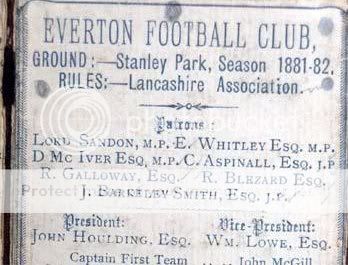 EVERTON FOOTBALL CLUB,
GROUND:—Stanley Park, Season 1881-82.
RULES:—Lancashire Association.
Patrons:
LORD SANDON, M.P. E. WHITLEY ESQ. M.P.
D MC IVER ESQ, M.P. C. ASPINALL, ESQ. J.P
R. GALLOWAY, ESQ. R. BLEZARD ESQ,
J. BARKELEY SMITH, ESQ. J.P.
President: Vice-President:
JOHN HOULDING, ESQ. WM. LOWE, ESQ.
Captain First Team John McGill